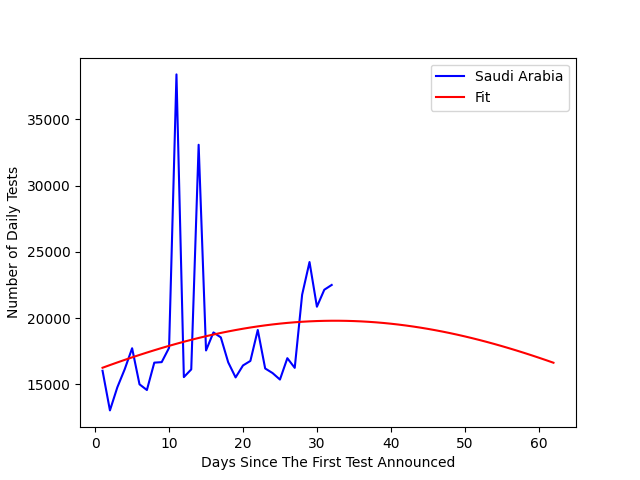 Saudi Arabia
Fit
35000
30000
25000
20000
15000
Number of Daily Tests
0 10 20 30 40 50 60
Days Since The First Test Announced